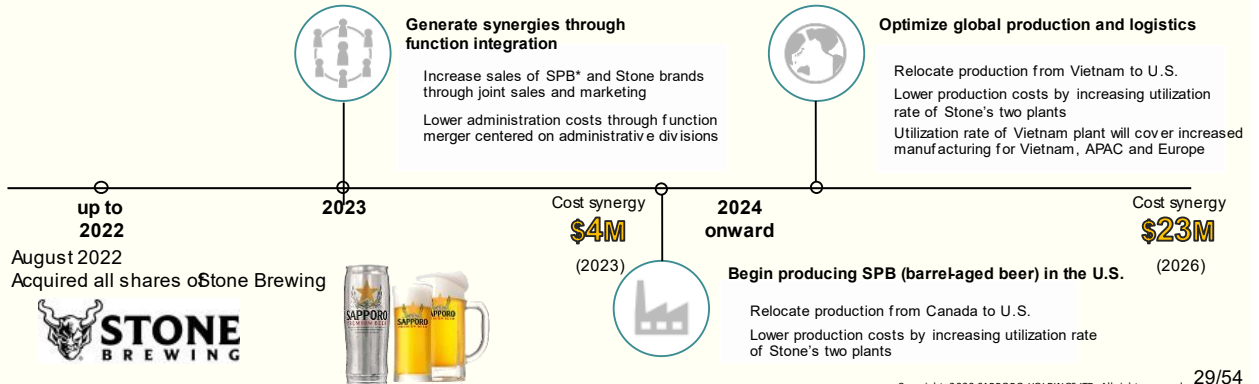 Generate synergies through
function integration
Increase sales of SPB* and Stone brands
through joint sales and marketing
Lower administration costs through function
merger centered on administrative divisions
Optimize global production and logistics
Relocate production from Vietnam to U.S.
Lower production costs by increasing utilization
rate of Stone's two plants
Utilization rate of Vietnam plant will cover increased
manufacturing for Vietnam, APAC and Europe
up to
2022
August 2022
Acquired all shares of Stone Brewing
STONE
BREWING
2023
SAPPORO
PREMIUM BEER
SAPPORO
SAPPORO
Cost synergy
$4M
(2023)
2024
onward
Begin producing SPB (barrel-aged beer) in the U.S.
Relocate production from Canada to U.S.
Lower production costs by increasing utilization rate
of Stone's two plants
Cost synergy
$23M
(2026)
29/54